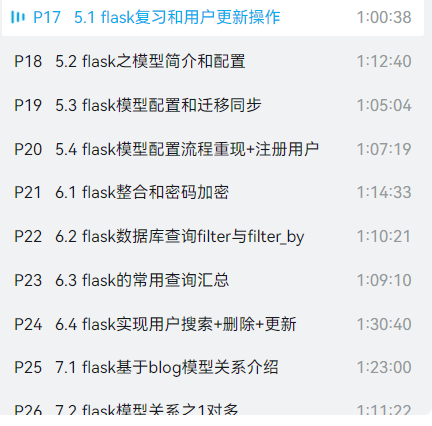 P17 5.1 flask复习和用户更新操作 1:00:38
P18 5.2 flask之模型简介和配置 1:12:40
P19 5.3 flask模型配置和迁移同步 1:05:04
P20 5.4 flask模型配置流程重现+注册用户 1:07:19
P21 6.1 flask整合和密码加密 1:14:33
P22 6.2 flask数据库查询filter与filter_by 1:10:21
P23 6.3 flask的常用查询汇总 1:09:10
P24 6.4 flask实现用户搜索+删除+更新 1:30:40
P25 7.1 flask基于blog模型关系介绍 1:23:00
P26 7.2 flask模型关系之1对多 1:11:22